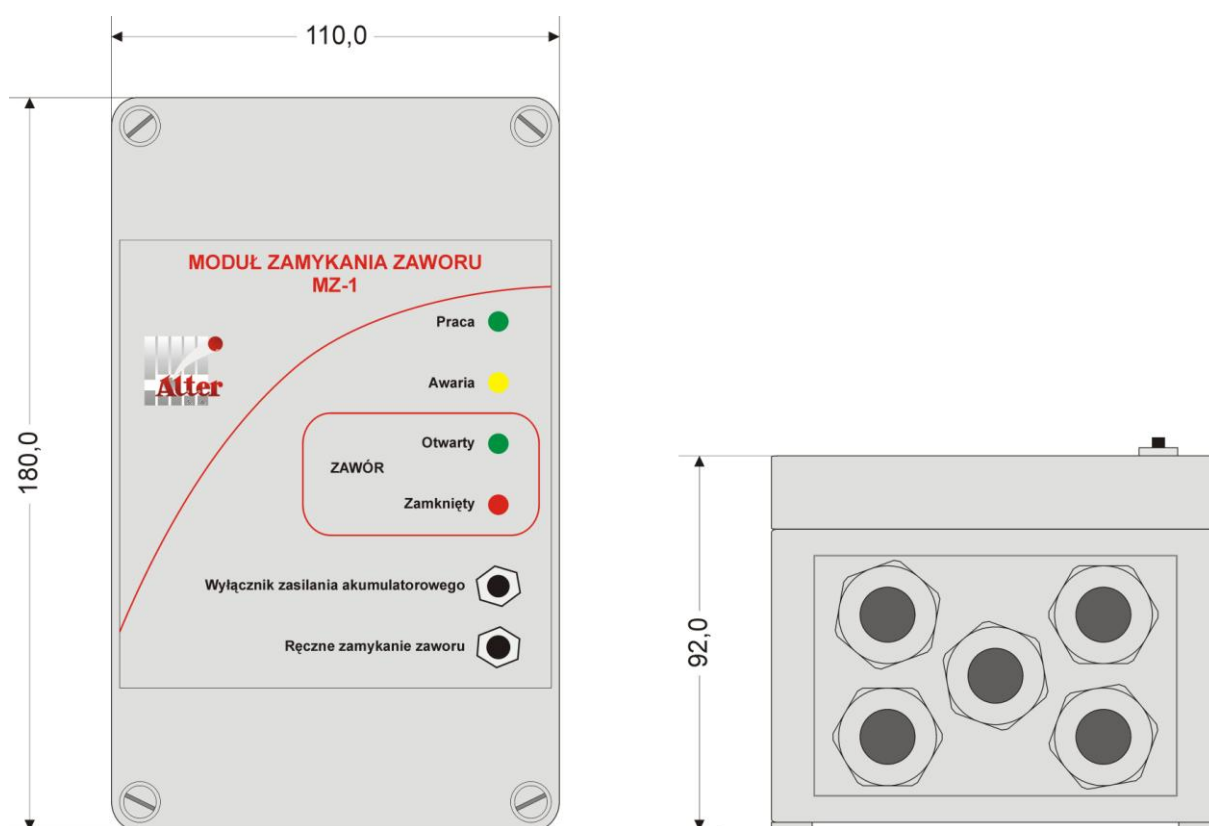 110,0
180,0
MODUŁ ZAMYKANIA ZAWORU
MZ-1
Praca
Alter
Awaria
Otwarty
ZAWÓR
Zamknięty
Wyłącznik zasilania akumulatorowego
Ręczne zamykanie zaworu
92,0